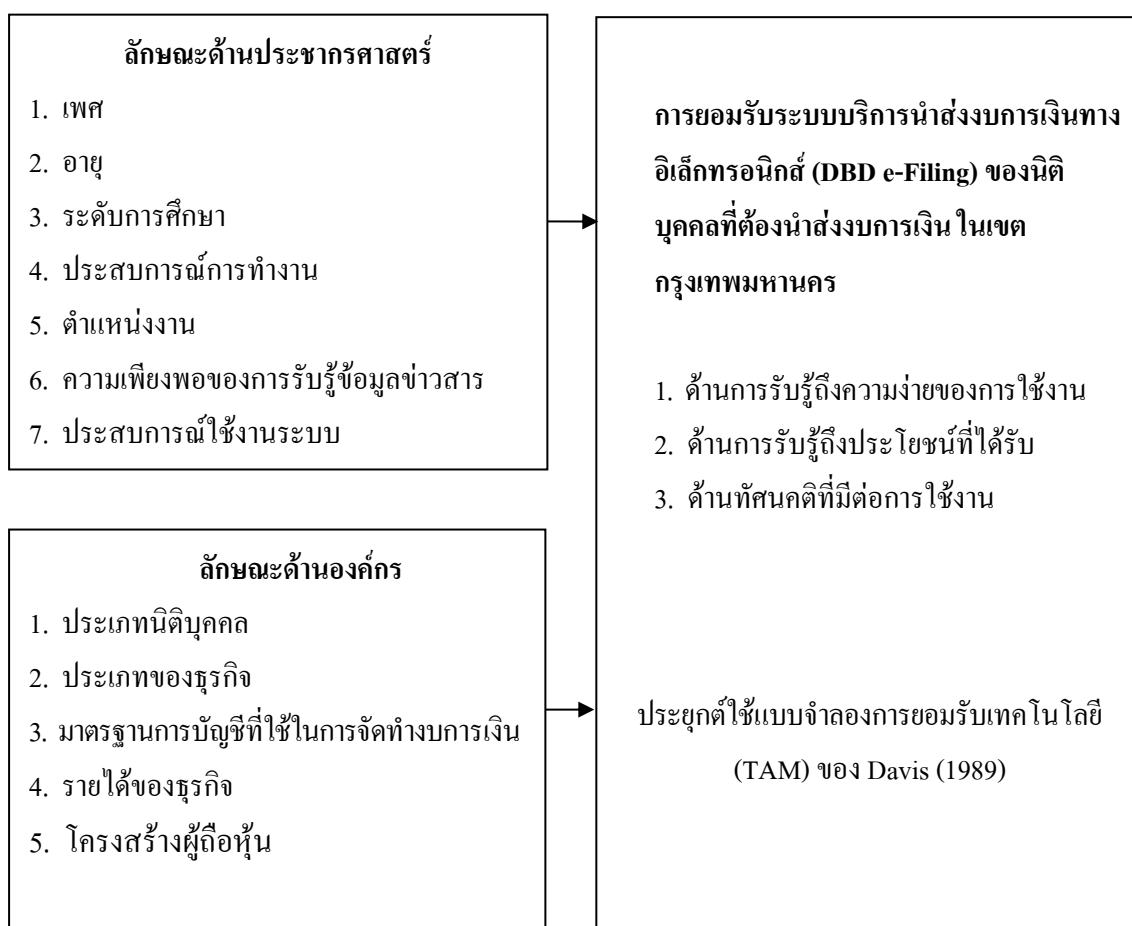 ลักษณะด้านประชากรศาสตร์
1. เพศ
2. อายุ
3. ระดับการศึกษา
4. ประสบการณ์การทำงาน
5. ตำแหน่งงาน
6. ความเพียงพอของการรับรู้ข้อมูลข่าวสาร
7. ประสบการณ์ใช้งานระบบ
ลักษณะด้านองค์กร
1. ประเภทนิติบุคคล
2. ประเภทของธุรกิจ
3. มาตรฐานการบัญชีที่ใช้ในการจัดทำงบการเงิน
4. รายได้ของธุรกิจ
5. โครงสร้างผู้ถือหุ้น
การยอมรับระบบบริการนำส่งงบการเงินทาง
อิเล็กทรอนิกส์ (DBD e-Filing) ของนิติ
บุคคลที่ต้องนำส่งงบการเงิน ในเขต
กรุงเทพมหานคร
1. ด้านการรับรู้ถึงความง่ายของการใช้งาน
2. ด้านการรับรู้ถึงประโยชน์ที่ได้รับ
3. ด้านทัศนคติที่มีต่อการใช้งาน
ประยุกต์ใช้แบบจำลองการยอมรับเทคโนโลยี
(TAM) ของ Davis (1989)